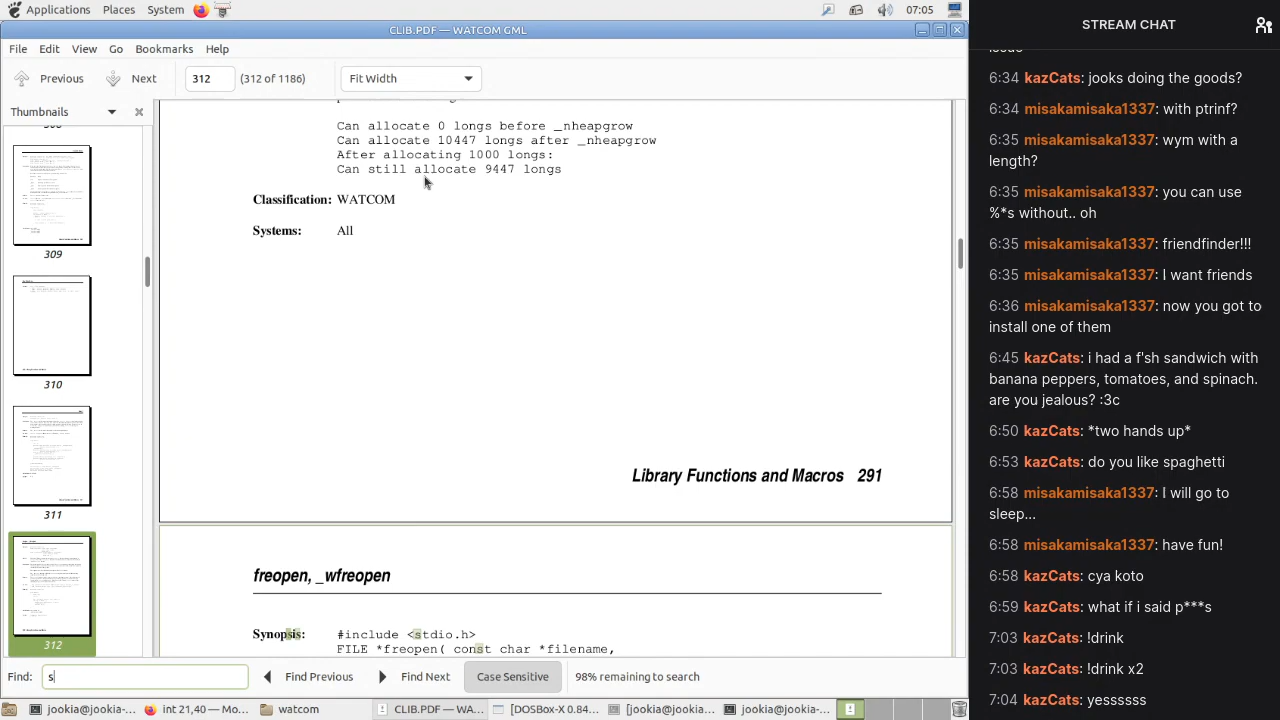 Applications Places System 07:05
CLIB.PDF — WATCOM GML
File Edit View Go Bookmarks Help
Previous Next 312 (312 of 1186) Fit Width
Thumbnails
309
310
311
312
Can allocate 0 longs before _nheapgrow
Can allocate 10447 longs after _nheapgrow
After allocating 1000 longs:
Can still allocate 9447 longs
Classification: WATCOM
Systems: All
Library Functions and Macros 291
freopen, _wfreopen
Synopsis: #include <stdio.h>
FILE *freopen( const char *filename,
Find: s Find Previous Find Next Case Sensitive 98% remaining to search
jookia@jookia-... int 21,40 — Mo... watcom CLIB.PDF — WA... [DOSBox-X 0.84... [jookia@jookia-... jookia@jookia-...
STREAM CHAT
6:34 kazCats: jooks doing the goods?
6:34 misakamisaka1337: with ptrinf?
6:35 misakamisaka1337: wym with a
length?
6:35 misakamisaka1337: you can use
%*s without.. oh
6:35 misakamisaka1337: friendfinder!!!
6:35 misakamisaka1337: I want friends
6:36 misakamisaka1337: now you got to
install one of them
6:45 kazCats: i had a f'sh sandwich with
banana peppers, tomatoes, and spinach.
are you jealous? :3c
6:50 kazCats: *two hands up*
6:53 kazCats: do you like spaghetti
6:58 misakamisaka1337: I will go to
sleep...
6:58 misakamisaka1337: have fun!
6:58 kazCats: cya koto
6:59 kazCats: what if i said p***s
7:03 kazCats: !drink
7:03 kazCats: !drink x2
7:04 kazCats: yessssss